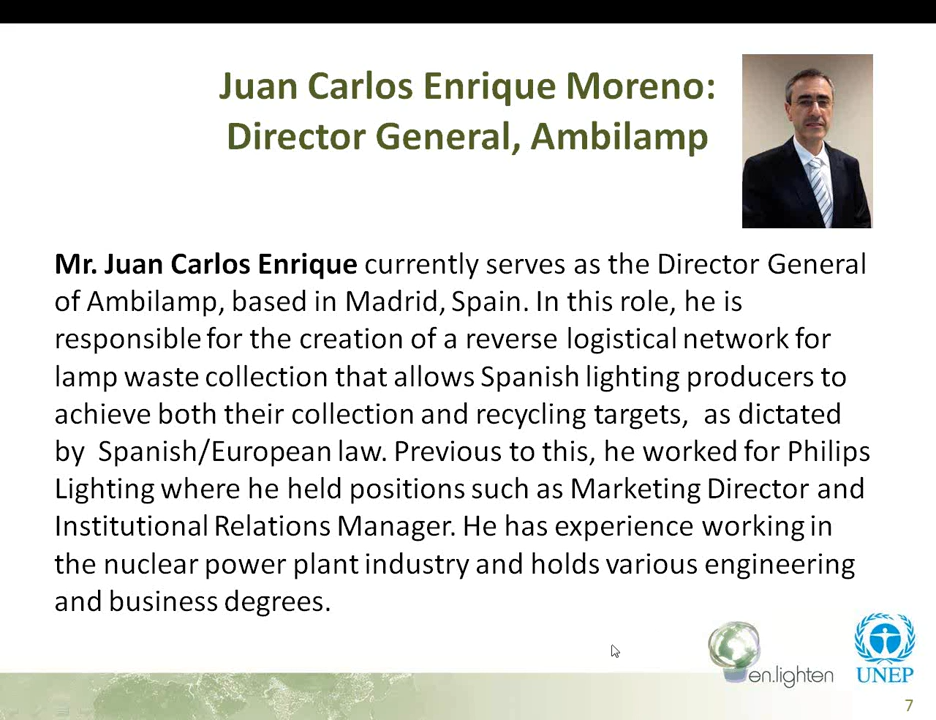 Juan Carlos Enrique Moreno:
Director General, Ambilamp
Mr. Juan Carlos Enrique currently serves as the Director General
of Ambilamp, based in Madrid, Spain. In this role, he is
responsible for the creation of a reverse logistical network for
lamp waste collection that allows Spanish lighting producers to
achieve both their collection and recycling targets,  as dictated
by  Spanish/European law. Previous to this, he worked for Philips
Lighting where he held positions such as Marketing Director and
Institutional Relations Manager. He has experience working in
the nuclear power plant industry and holds various engineering
and business degrees.
en.lighten
UNEP
7